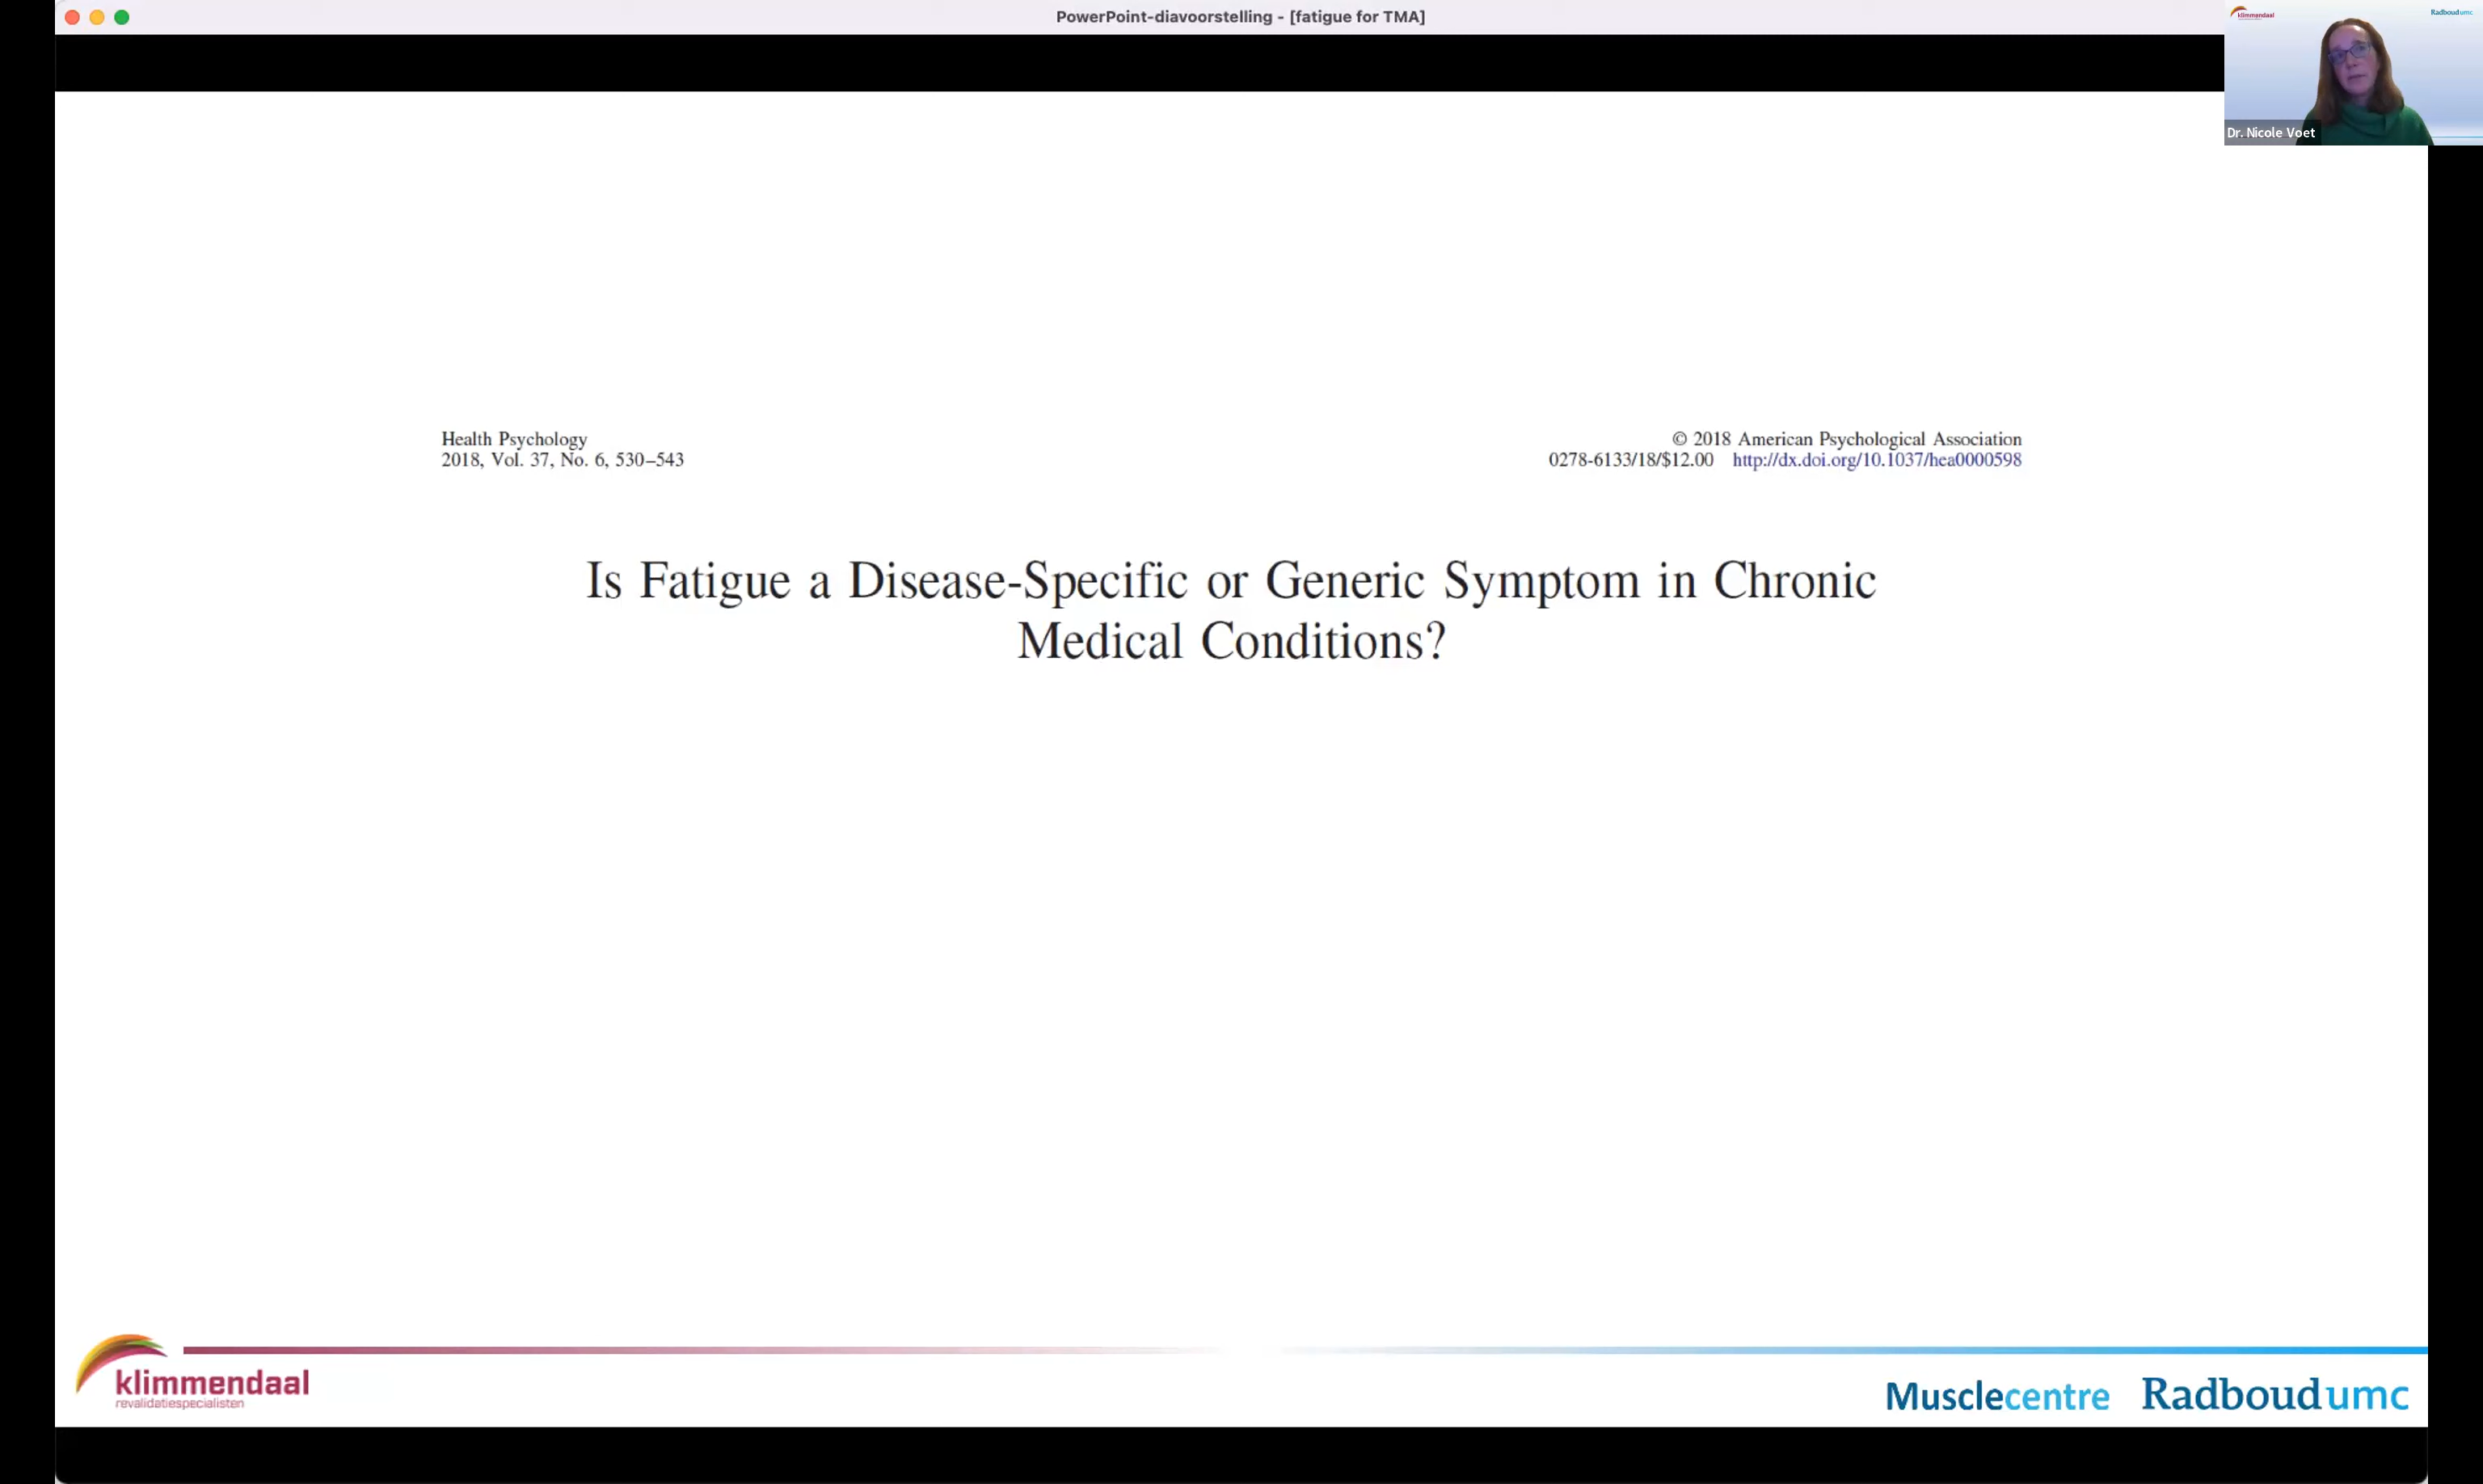 PowerPoint-diavoorstelling - [fatigue for TMA]
klimmendaal
Radboudumc
Dr. Nicole Voet
Health Psychology
2018, Vol. 37, No. 6, 530–543
© 2018 American Psychological Association
0278-6133/18/$12.00 http://dx.doi.org/10.1037/hea0000598
Is Fatigue a Disease-Specific or Generic Symptom in Chronic
Medical Conditions?
klimmendaal
revalidatiespecialisten
Musclecentre
Radboudumc